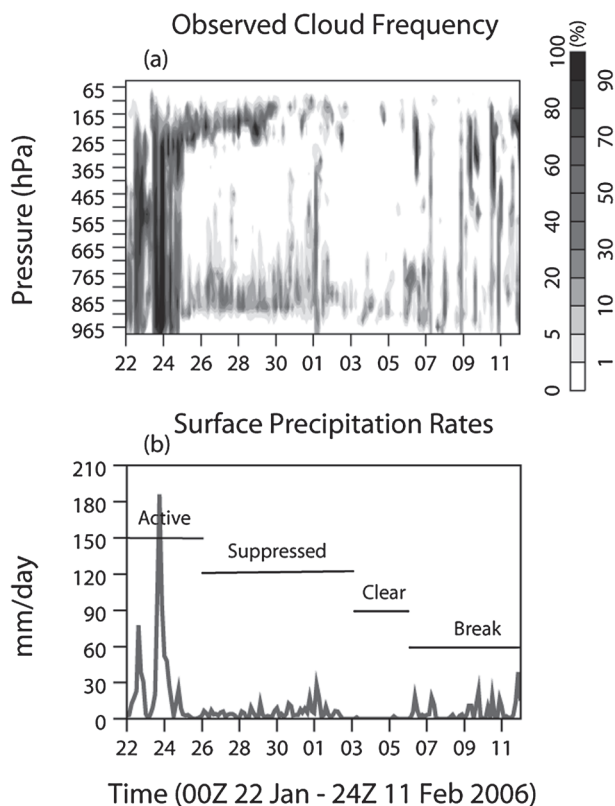 Observed Cloud Frequency
(a)
Pressure (hPa)
65
165
265
365
465
565
665
765
865
965
22 24 26 28 30 01 03 05 07 09 11
(%)
100
90
80
70
60
50
40
30
20
10
5
1
0
Surface Precipitation Rates
(b)
mm/day
210
180
150
120
90
60
30
0
Active
Suppressed
Clear
Break
22 24 26 28 30 01 03 05 07 09 11
Time (00Z 22 Jan - 24Z 11 Feb 2006)